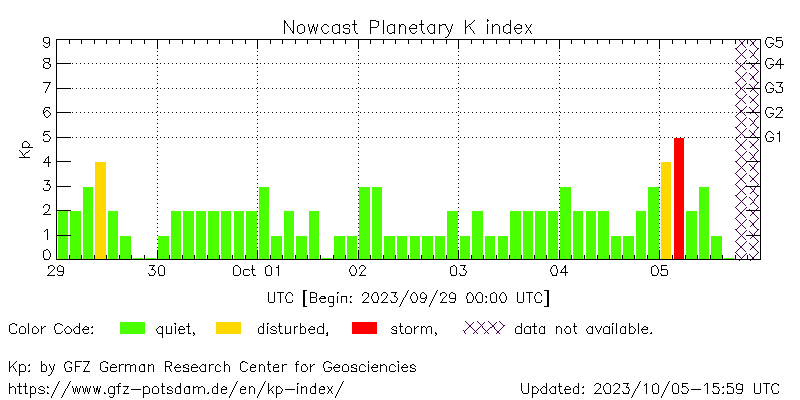 Nowcast Planetary K index
9 G5
8 G4
7 G3
6 G2
5 G1
Kp
4
3
2
1
0
29 30 Oct 01 02 03 04 05
UTC [Begin: 2023/09/29 00:00 UTC]
Color Code: quiet, disturbed, storm, data not available.
Kp: by GFZ German Research Center for Geosciencies
https://www.gfz-potsdam.de/en/kp-index/ Updated: 2023/10/05-15:59 UTC